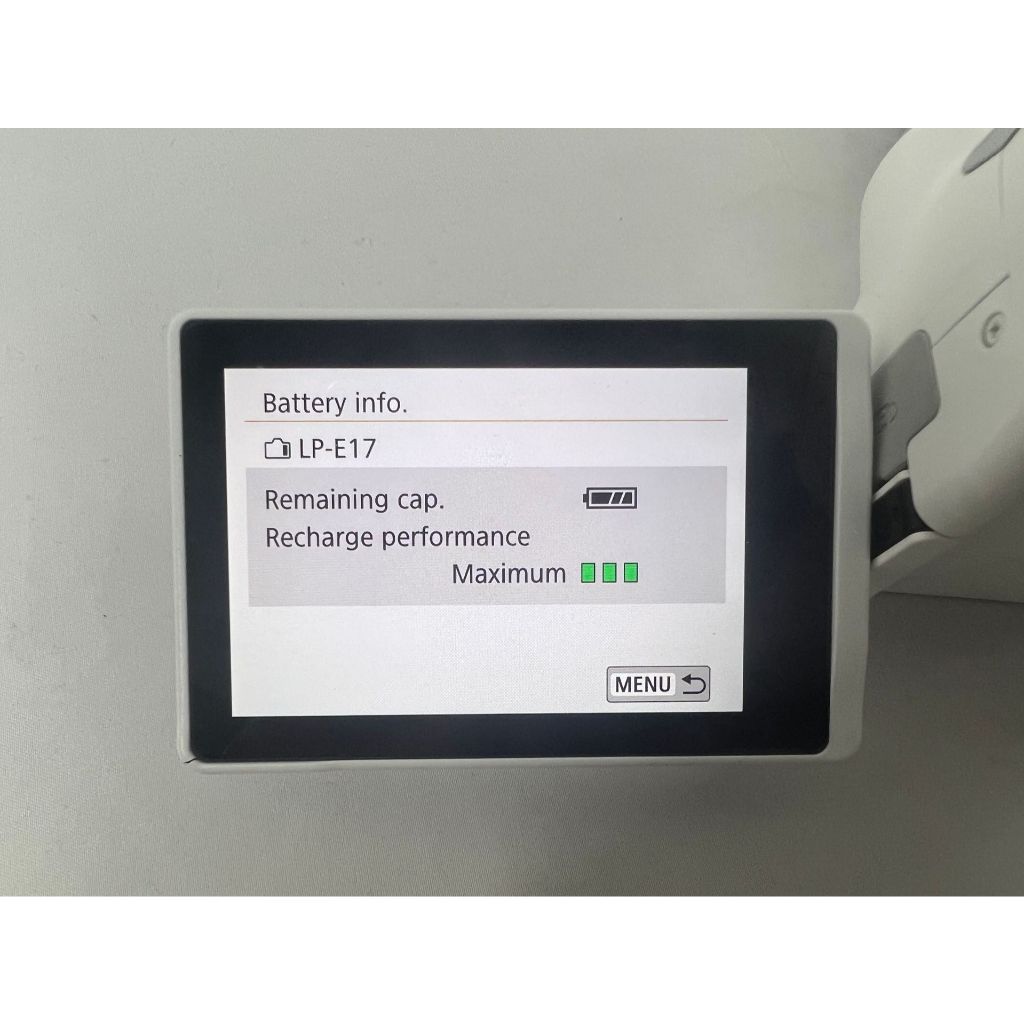 Battery info.
LP-E17
Remaining cap.
Recharge performance
Maximum
MENU